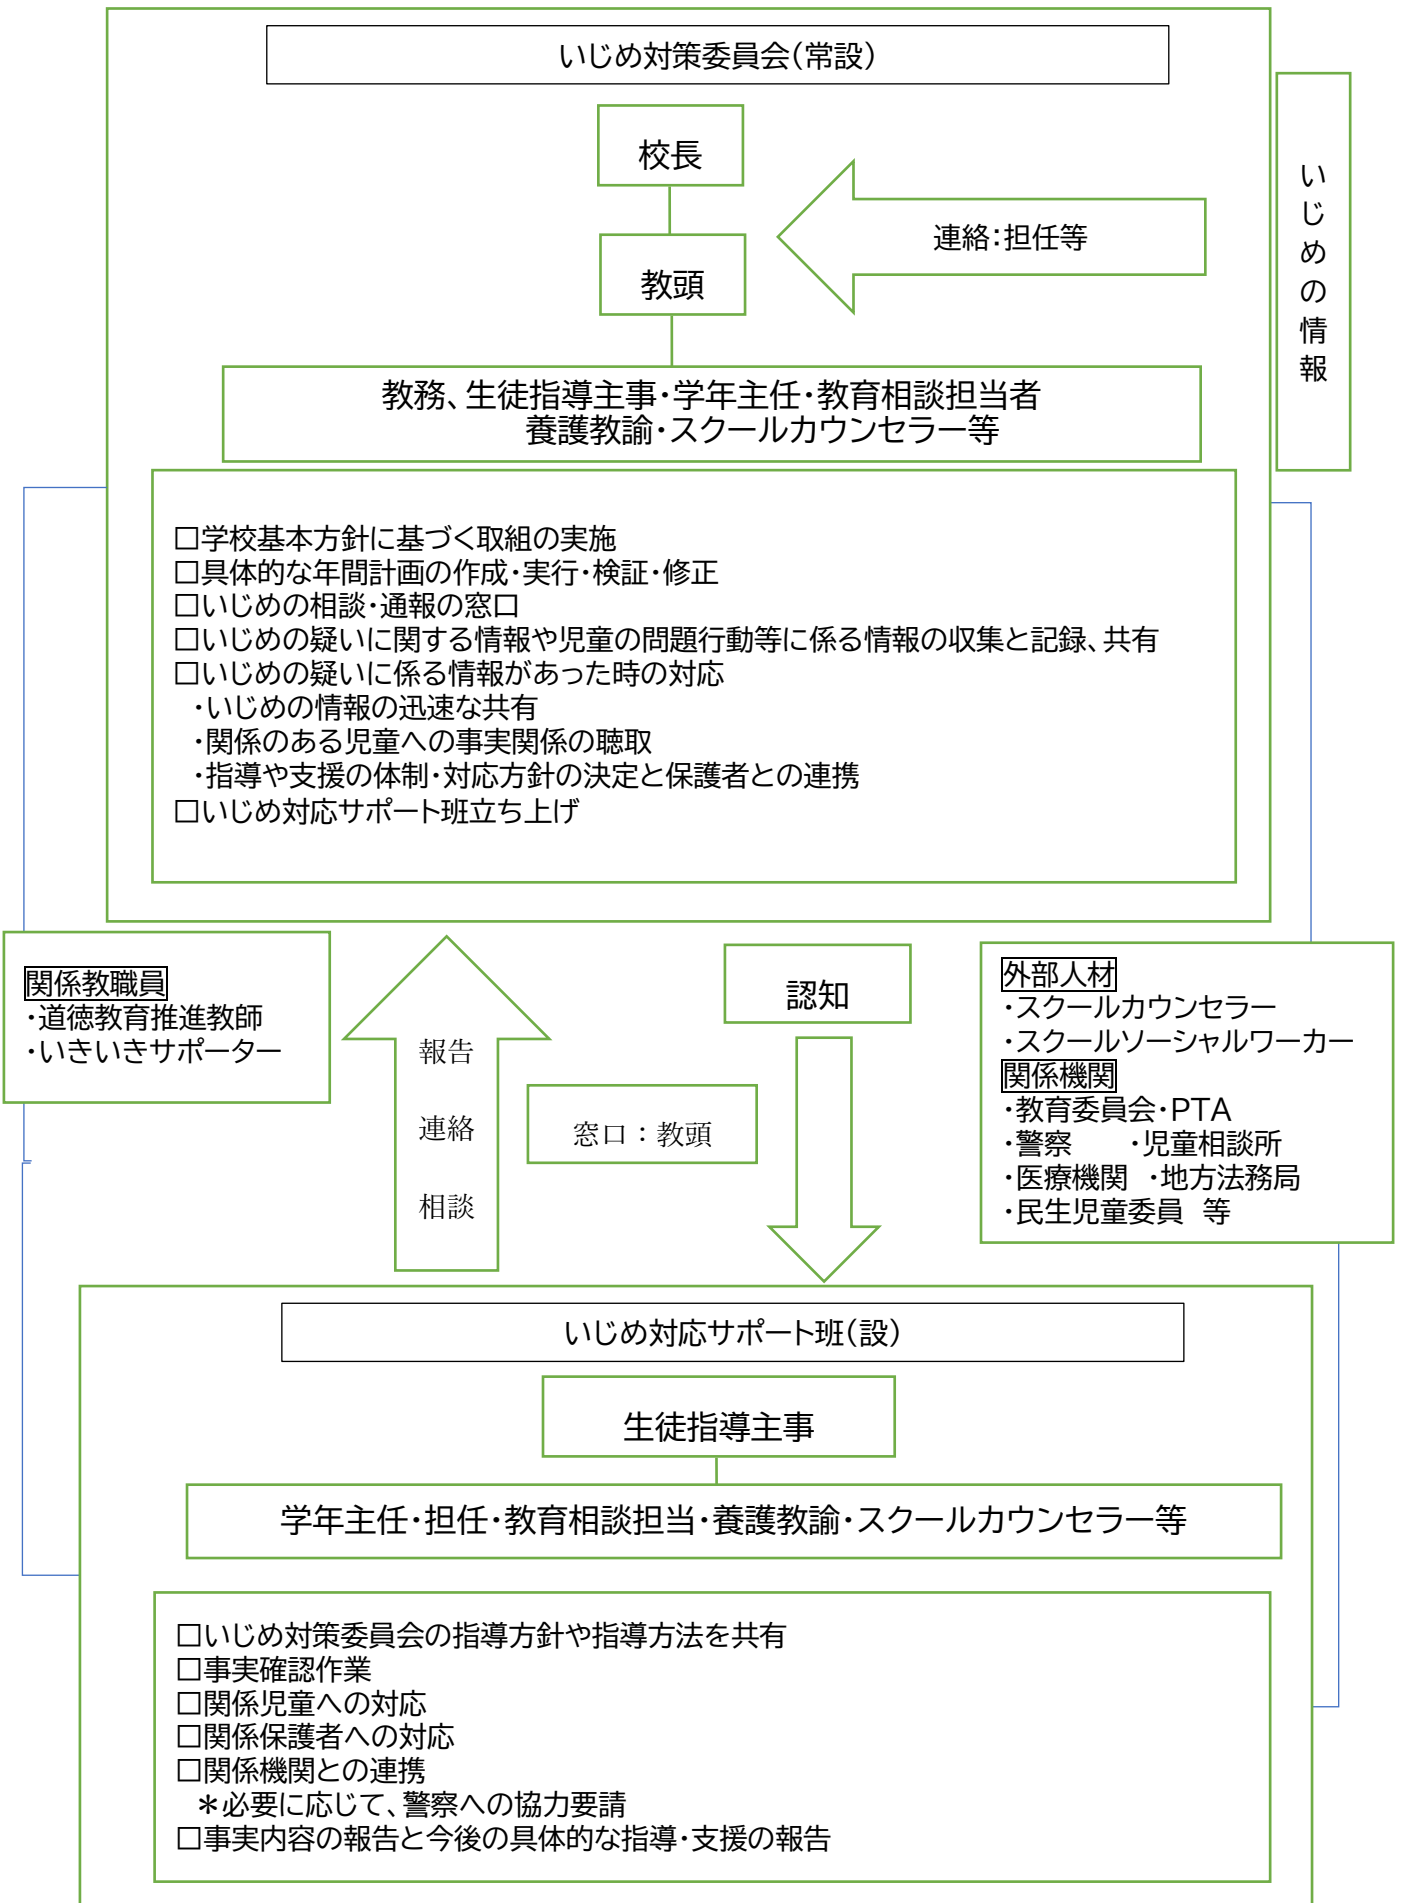 いじめ対策委員会(常設)
校長
連絡:担任等
教頭
いじめの情報
教務、生徒指導主事・学年主任・教育相談担当者
養護教諭・スクールカウンセラー等
□学校基本方針に基づく取組の実施
□具体的な年間計画の作成・実行・検証・修正
□いじめの相談・通報の窓口
□いじめの疑いに関する情報や児童の問題行動等に係る情報の収集と記録、共有
□いじめの疑いに係る情報があった時の対応
・いじめの情報の迅速な共有
・関係のある児童への事実関係の聴取
・指導や支援の体制・対応方針の決定と保護者との連携
□いじめ対応サポート班立ち上げ
関係教職員
・道徳教育推進教師
・いきいきサポーター
報告
連絡
相談
窓口:教頭
認知
外部人材
・スクールカウンセラー
・スクールソーシャルワーカー
関係機関
・教育委員会・PTA
・警察　　・児童相談所
・医療機関　・地方法務局
・民生児童委員　等
いじめ対応サポート班(設)
生徒指導主事
学年主任・担任・教育相談担当・養護教諭・スクールカウンセラー等
□いじめ対策委員会の指導方針や指導方法を共有
□事実確認作業
□関係児童への対応
□関係保護者への対応
□関係機関との連携
＊必要に応じて、警察への協力要請
□事実内容の報告と今後の具体的な指導・支援の報告